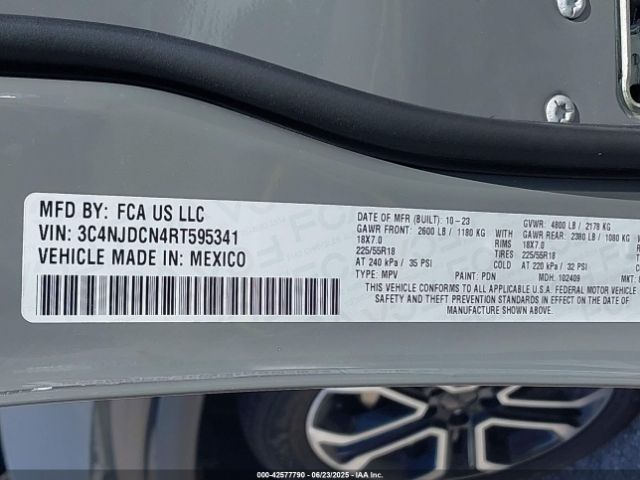 MFD BY: FCA US LLC
VIN: 3C4NJDCN4RT595341
VEHICLE MADE IN: MEXICO
DATE OF MFR (BUILT): 10-23 GVWR: 4800 LB / 2178 KG
GAWR FRONT: 2600 LB / 1180 KG WITH GAWR REAR: 2380 LB / 1080 KG WITH
18X7.0 RIMS 18X7.0
225/55R18 TIRES 225/55R18
AT 240 kPa / 35 PSI COLD AT 220 kPa / 32 PSI
TYPE: MPV PAINT: PDN MDH: 102409 MKT:
THIS VEHICLE CONFORMS TO ALL APPLICABLE U.S.A. FEDERAL MOTOR VEHICLE
SAFETY AND THEFT PREVENTION STANDARDS IN EFFECT ON THE DATE OF
MANUFACTURE SHOWN ABOVE.
000-42577790 - 06/23/2025 - IAAI.COM